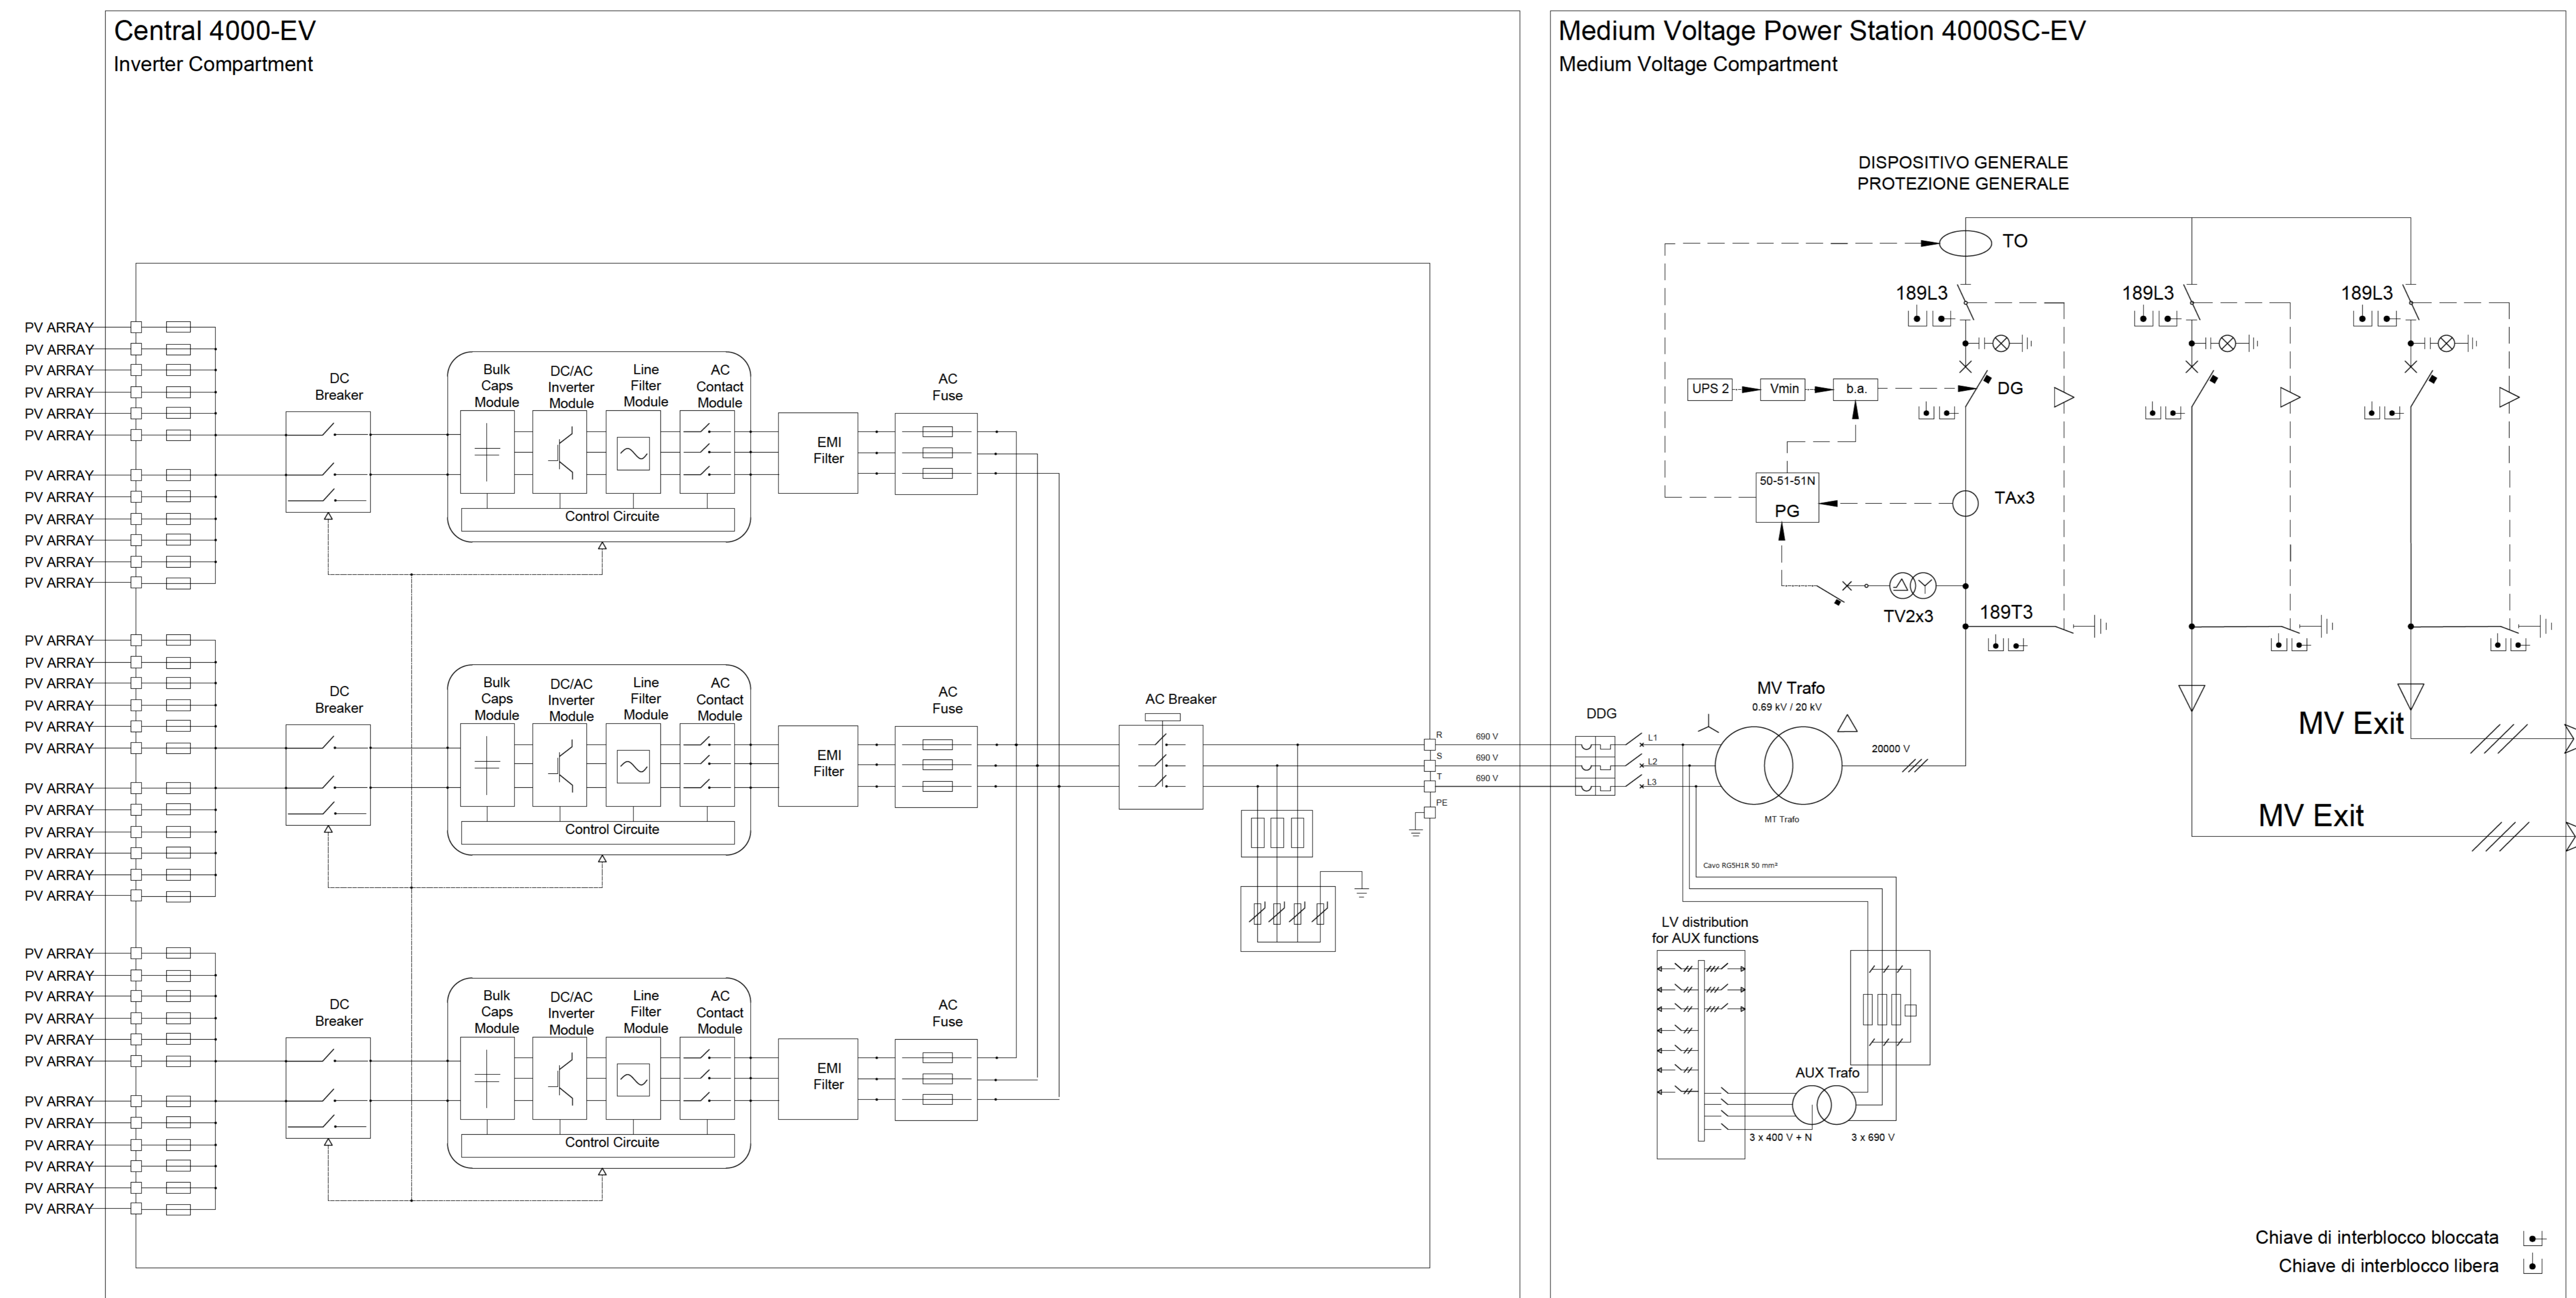 Central 4000-EV
Inverter Compartment
PV ARRAY
PV ARRAY
PV ARRAY
PV ARRAY
PV ARRAY
PV ARRAY
PV ARRAY
PV ARRAY
PV ARRAY
PV ARRAY
PV ARRAY
PV ARRAY
DC
Breaker
Bulk
Caps
Module
DC/AC
Inverter
Module
Line
Filter
Module
AC
Contact
Module
Control Circuite
EMI
Filter
AC
Fuse
PV ARRAY
PV ARRAY
PV ARRAY
PV ARRAY
PV ARRAY
PV ARRAY
PV ARRAY
PV ARRAY
PV ARRAY
PV ARRAY
PV ARRAY
PV ARRAY
DC
Breaker
Bulk
Caps
Module
DC/AC
Inverter
Module
Line
Filter
Module
AC
Contact
Module
Control Circuite
EMI
Filter
AC
Fuse
AC Breaker
PV ARRAY
PV ARRAY
PV ARRAY
PV ARRAY
PV ARRAY
PV ARRAY
PV ARRAY
PV ARRAY
PV ARRAY
PV ARRAY
PV ARRAY
PV ARRAY
DC
Breaker
Bulk
Caps
Module
DC/AC
Inverter
Module
Line
Filter
Module
AC
Contact
Module
Control Circuite
EMI
Filter
AC
Fuse
R
S
T
PE
690 V
690 V
690 V
Medium Voltage Power Station 4000SC-EV
Medium Voltage Compartment
DISPOSITIVO GENERALE
PROTEZIONE GENERALE
TO
189L3
189L3
189L3
UPS 2
Vmin
b.a.
DG
50-51-51N
PG
TAx3
TV2x3
189T3
DDG
L1
L2
L3
MV Trafo
0.69 kV / 20 kV
MT Trafo
20000 V
MV Exit
MV Exit
Cavo RG5H1R 50 mm²
LV distribution
for AUX functions
AUX Trafo
3 x 400 V + N
3 x 690 V
Chiave di interblocco bloccata
Chiave di interblocco libera